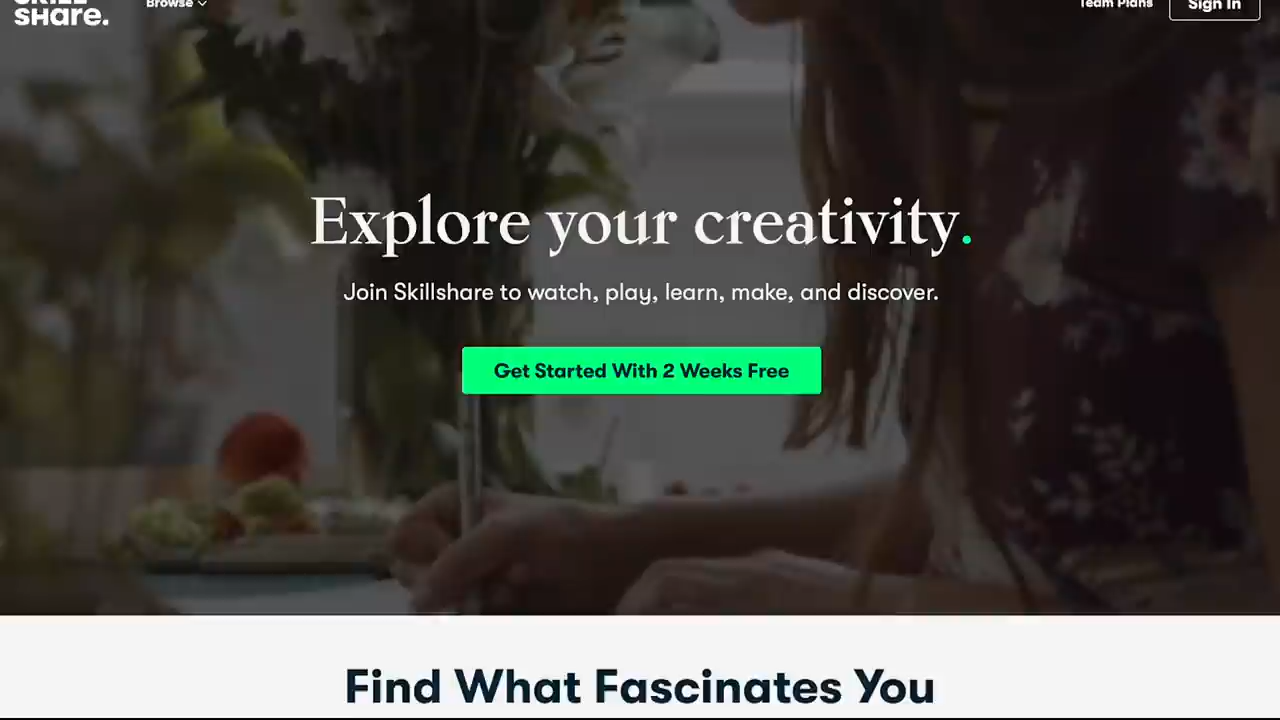 SKILL
SHare.
Browse
Team Plans
Sign In
Explore your creativity.
Join Skillshare to watch, play, learn, make, and discover.
Get Started With 2 Weeks Free
Find What Fascinates You